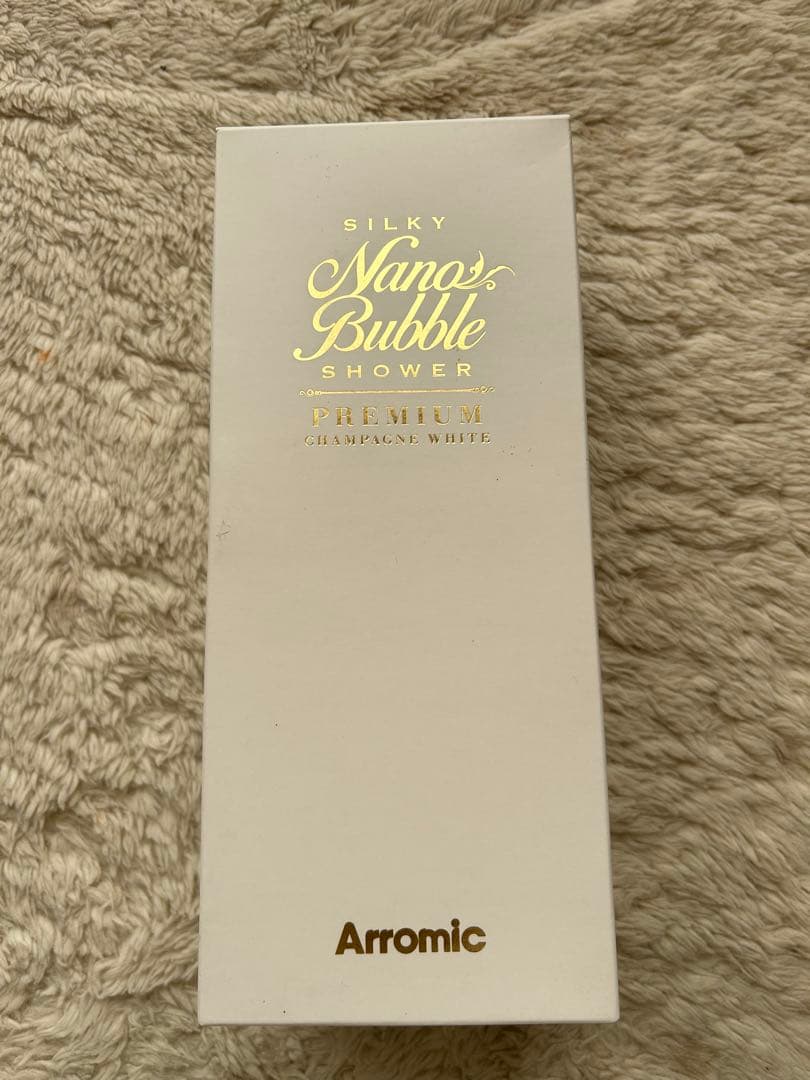 SILKY
Nano
Bubble
SHOWER
PREMIUM
CHAMPAGNE WHITE
Arromic